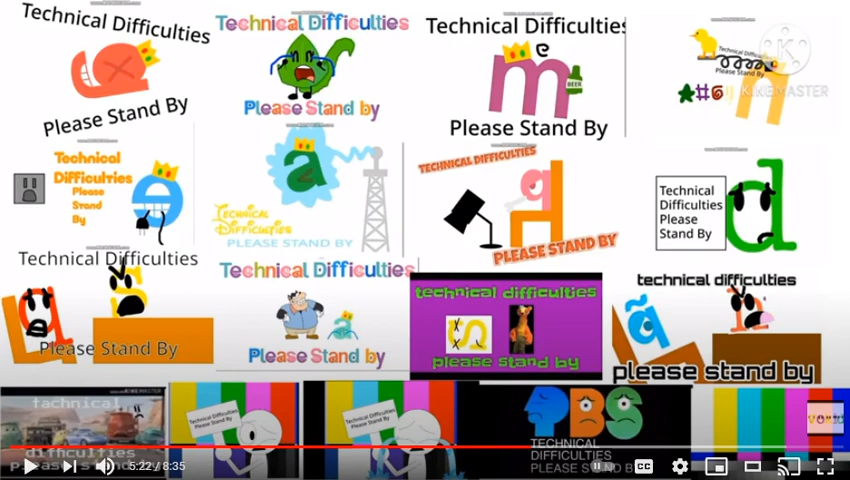 Technical Difficulties
Please Stand By
Technical Difficulties
Please Stand by
Technical Difficulties
m
BEER
Please Stand By
Technical Difficulties
Please Stand By
KINEMASTER
Technical
Difficulties
Please
Stand
By
e
a
Technical
Difficulties
PLEASE STAND BY
TECHNICAL DIFFICULTIES
a
PLEASE STAND BY
Technical
Difficulties
Please
Stand By
d
Technical Difficulties
Please Stand By
Technical Difficulties
Please Stand by
technical difficulties
please stand by
technical difficulties
ã
please stand by
tachnical
difficulties
Technical Difficulties
Please Stand By
Technical Difficulties
Please Stand By
PBS
TECHNICAL
DIFFICULTIES
PLEASE STAND B
5:22 / 8:35
CC